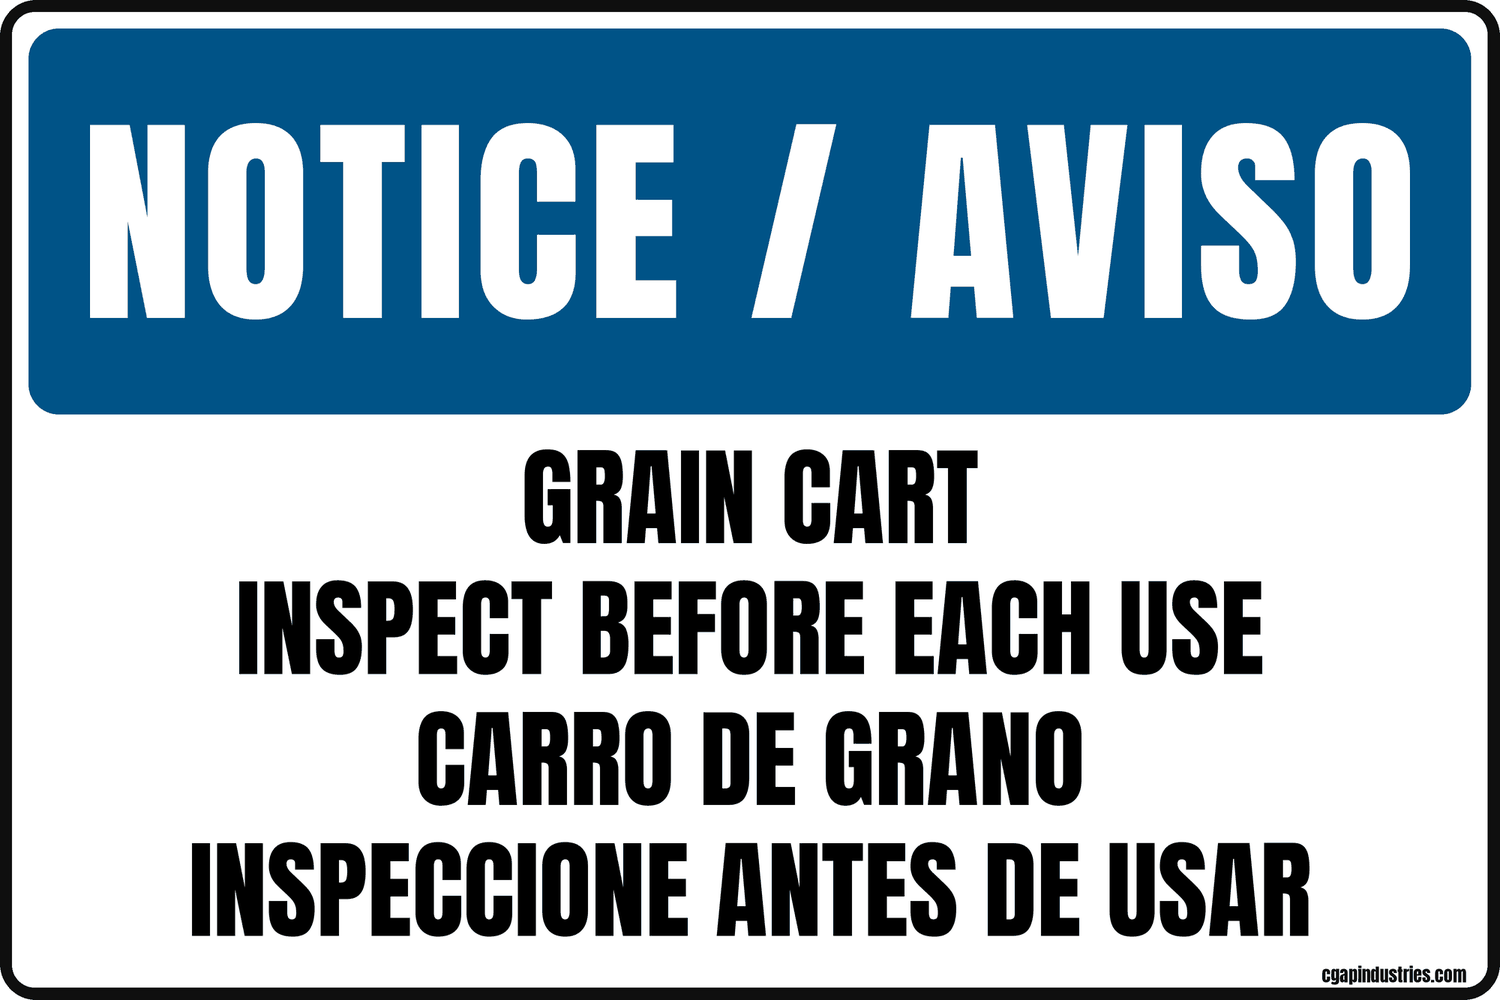 NOTICE / AVISO
GRAIN CART
INSPECT BEFORE EACH USE
CARRO DE GRANO
INSPECCIONE ANTES DE USAR
cgapindustries.com